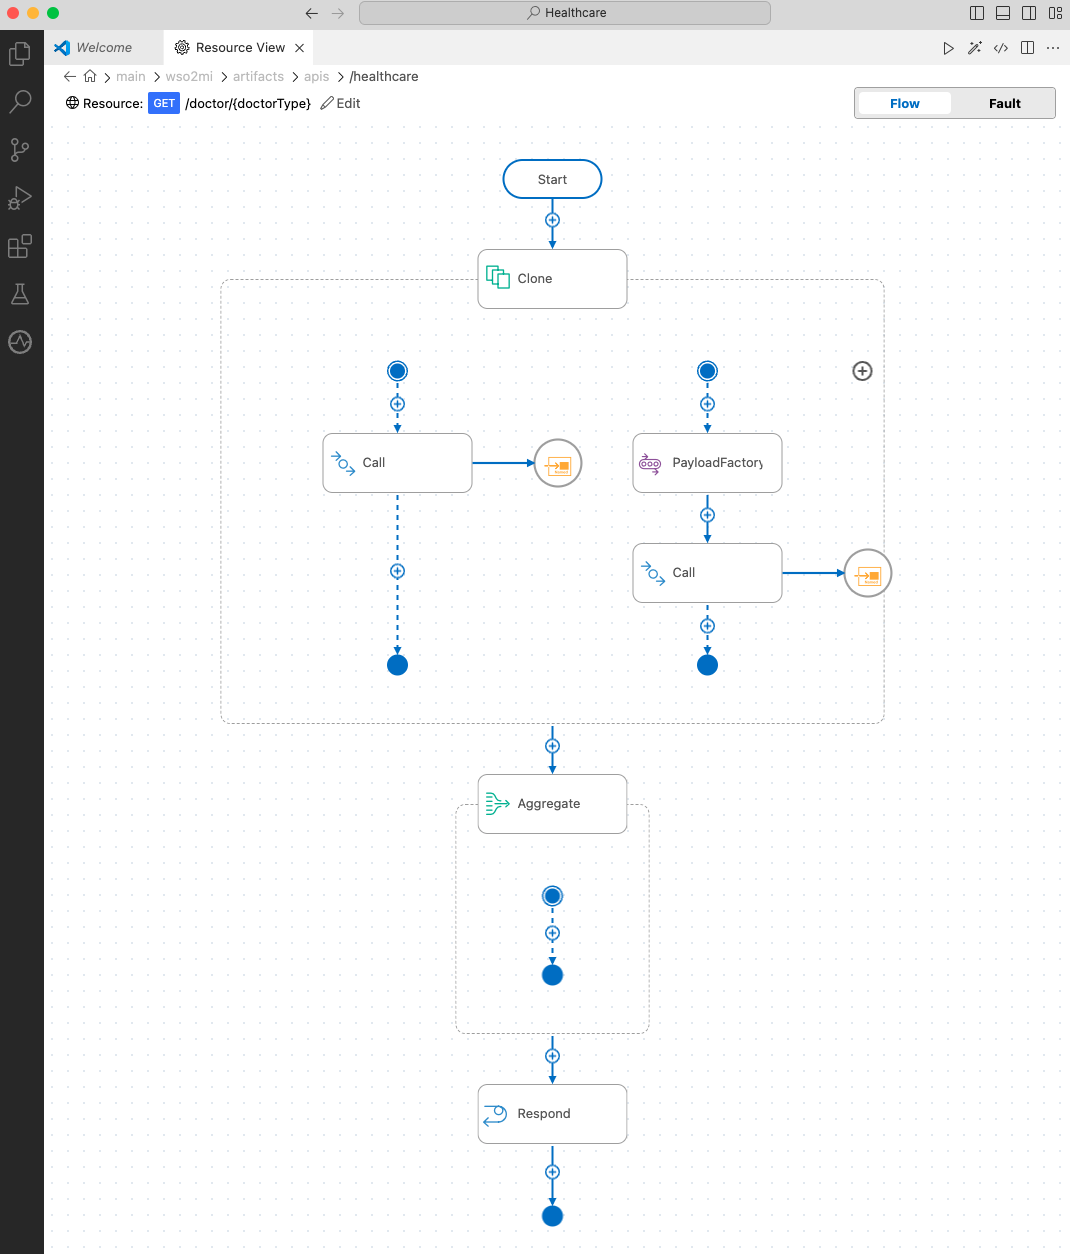 Healthcare
Welcome
Resource View
main > wso2mi > artifacts > apis > /healthcare
Resource: GET /doctor/{doctorType} Edit
Flow Fault
Start
Clone
Call
PayloadFactory
Call
Aggregate
Respond